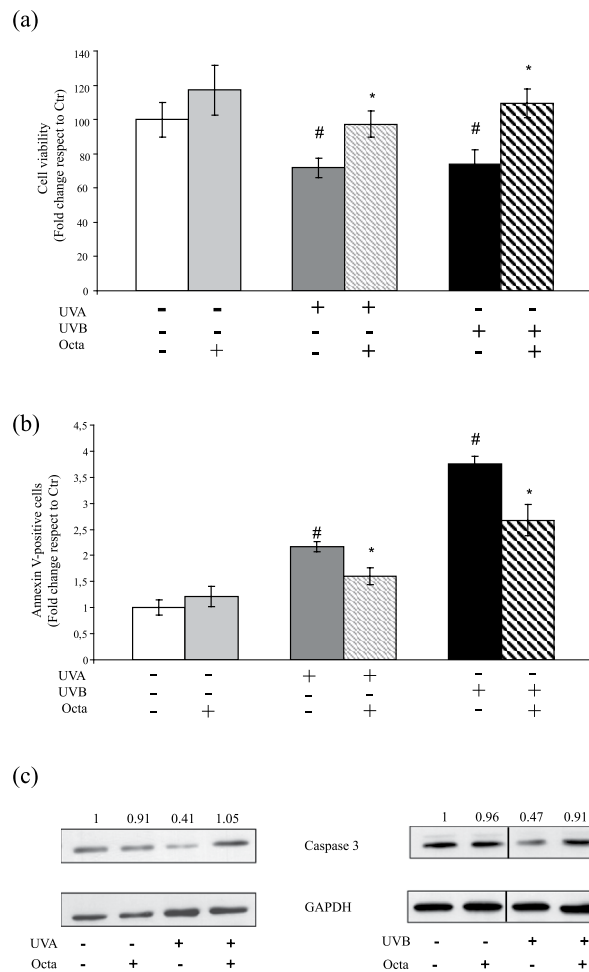 (a)
Cell viability
(Fold change respect to Ctr)
140
120
100
80
60
40
20
0
# * # *
UVA - - + + - -
UVB - - - - + +
Octa - + - + - +
(b)
Annexin V-positive cells
(Fold change respect to Ctr)
4,5
4
3,5
3
2,5
2
1,5
1
0,5
0
# * # *
UVA - - + + - -
UVB - - - - + +
Octa - + - + - +
(c)
1 0.91 0.41 1.05 1 0.96 0.47 0.91
Caspase 3
GAPDH
UVA - - + + UVB - - + +
Octa - + - + Octa - + - +